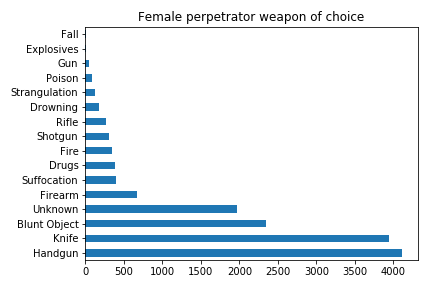 Female perpetrator weapon of choice
Fall
Explosives
Gun
Poison
Strangulation
Drowning
Rifle
Shotgun
Fire
Drugs
Suffocation
Firearm
Unknown
Blunt Object
Knife
Handgun
0 500 1000 1500 2000 2500 3000 3500 4000